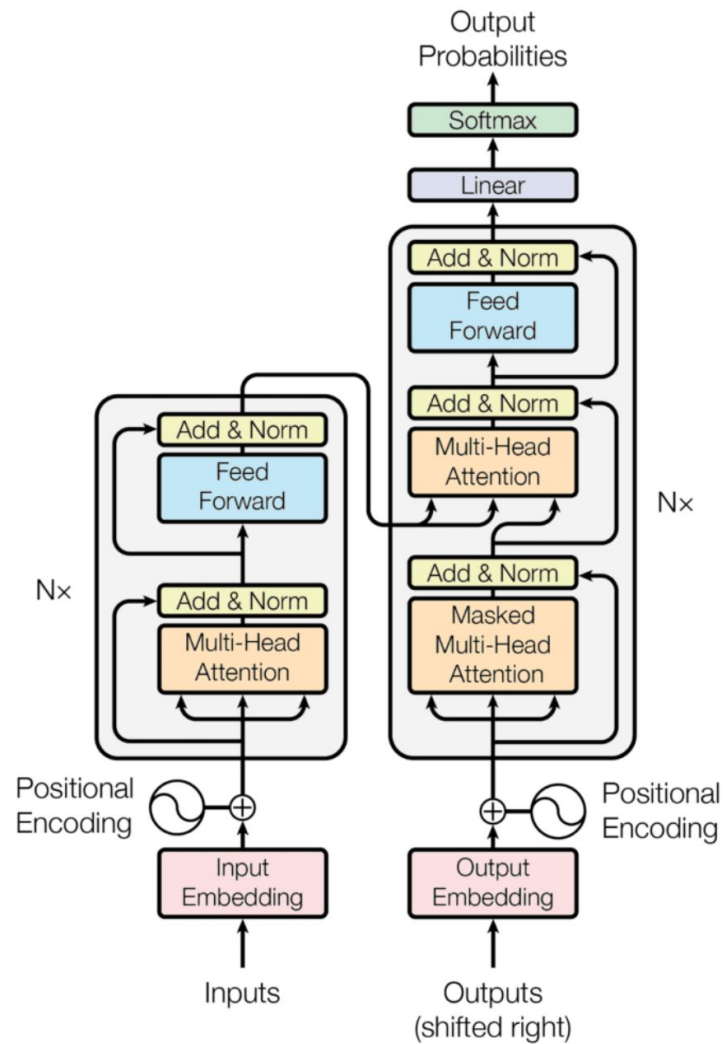 Output
Probabilities
Softmax
Linear
Add & Norm
Feed
Forward
Add & Norm
Multi-Head
Attention
Nx
Add & Norm
Masked
Multi-Head
Attention
Add & Norm
Feed
Forward
Nx
Add & Norm
Multi-Head
Attention
Positional
Encoding
Positional
Encoding
Input
Embedding
Output
Embedding
Inputs
Outputs
(shifted right)